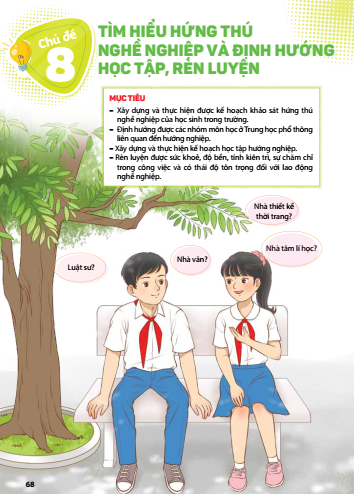 Chủ đề
8
TÌM HIỂU HỨNG THÚ
NGHỀ NGHIỆP VÀ ĐỊNH HƯỚNG
HỌC TẬP, RÈN LUYỆN
MỤC TIÊU
– Xây dựng và thực hiện được kế hoạch khảo sát hứng thú
nghề nghiệp của học sinh trong trường.
– Định hướng được các nhóm môn học ở Trung học phổ thông
liên quan đến hướng nghiệp.
– Xây dựng và thực hiện kế hoạch học tập hướng nghiệp.
– Rèn luyện được sức khoẻ, độ bền, tính kiên trì, sự chăm chỉ
trong công việc và có thái độ tôn trọng đối với lao động
nghề nghiệp.
Nhà thiết kế
thời trang?
Nhà tâm lí học?
Nhà văn?
Luật sư?
68